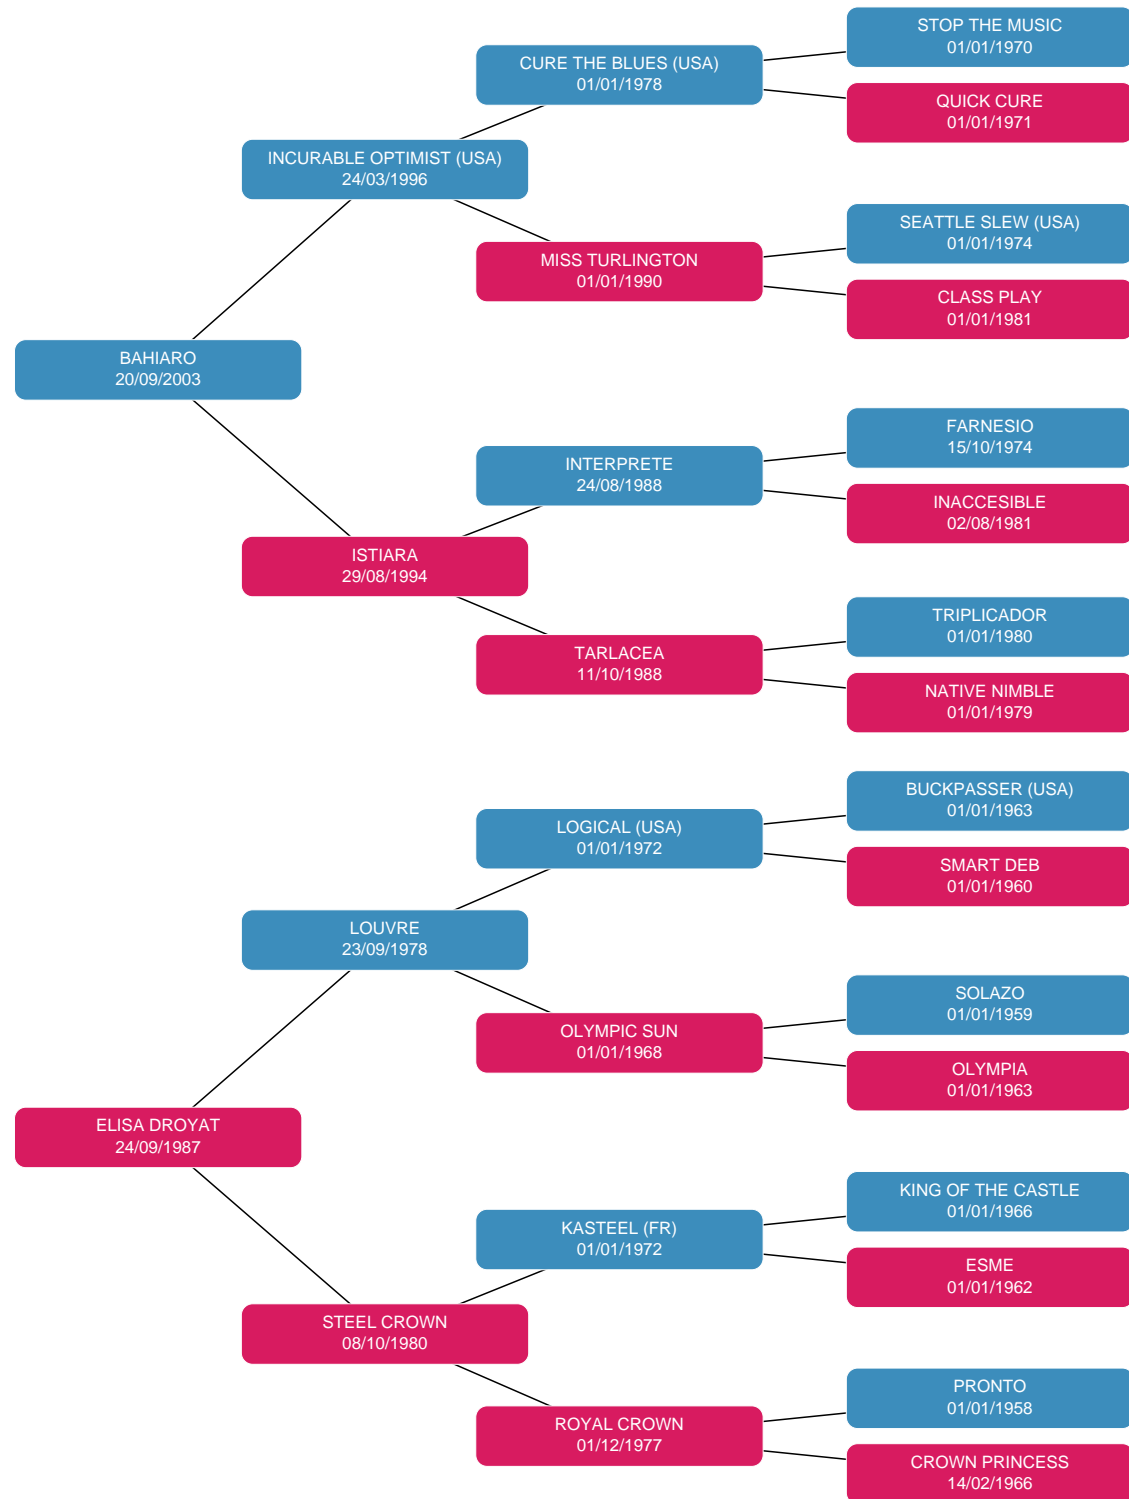 STOP THE MUSIC
01/01/1970
CURE THE BLUES (USA)
01/01/1978
QUICK CURE
01/01/1971
INCURABLE OPTIMIST (USA)
24/03/1996
SEATTLE SLEW (USA)
01/01/1974
MISS TURLINGTON
01/01/1990
CLASS PLAY
01/01/1981
BAHIARO
20/09/2003
FARNESIO
15/10/1974
INTERPRETE
24/08/1988
INACCESIBLE
02/08/1981
ISTIARA
29/08/1994
TRIPLICADOR
01/01/1980
TARLACEA
11/10/1988
NATIVE NIMBLE
01/01/1979
BUCKPASSER (USA)
01/01/1963
LOGICAL (USA)
01/01/1972
SMART DEB
01/01/1960
LOUVRE
23/09/1978
SOLAZO
01/01/1959
OLYMPIC SUN
01/01/1968
OLYMPIA
01/01/1963
ELISA DROYAT
24/09/1987
KING OF THE CASTLE
01/01/1966
KASTEEL (FR)
01/01/1972
ESME
01/01/1962
STEEL CROWN
08/10/1980
PRONTO
01/01/1958
ROYAL CROWN
01/12/1977
CROWN PRINCESS
14/02/1966